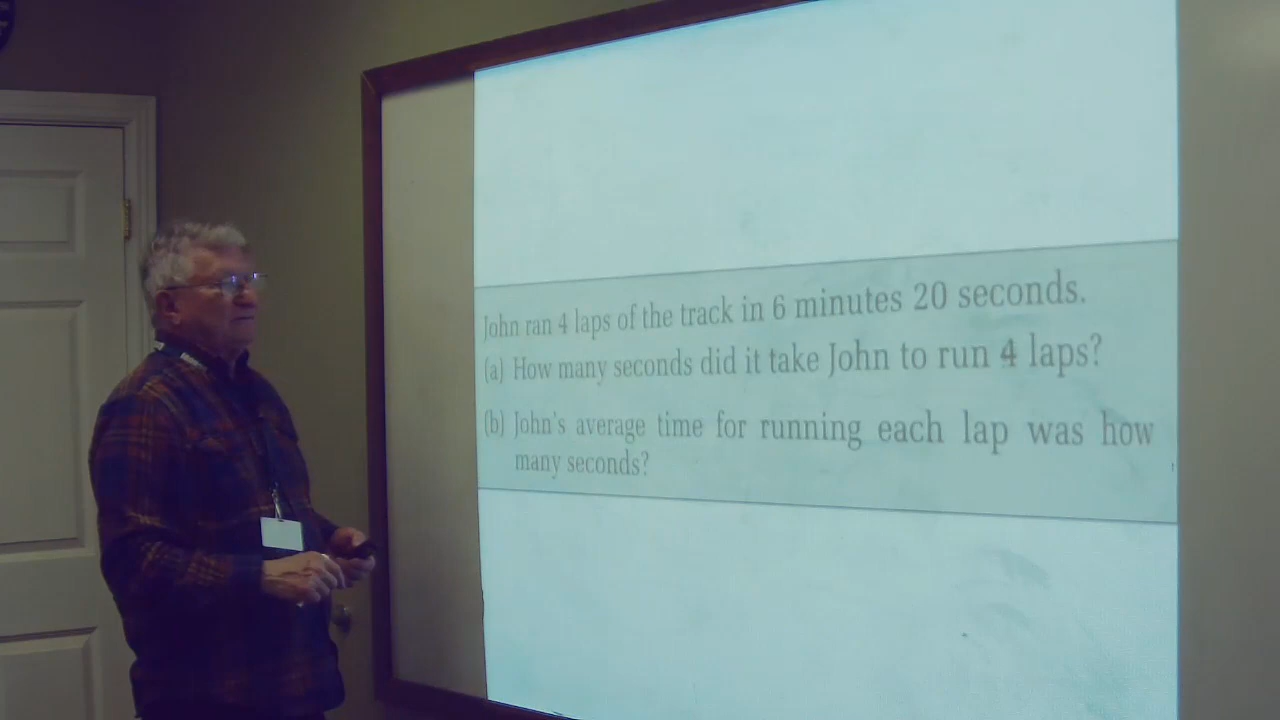 John ran 4 laps of the track in 6 minutes 20 seconds.
(a) How many seconds did it take John to run 4 laps?
(b) John's average time for running each lap was how
many seconds?